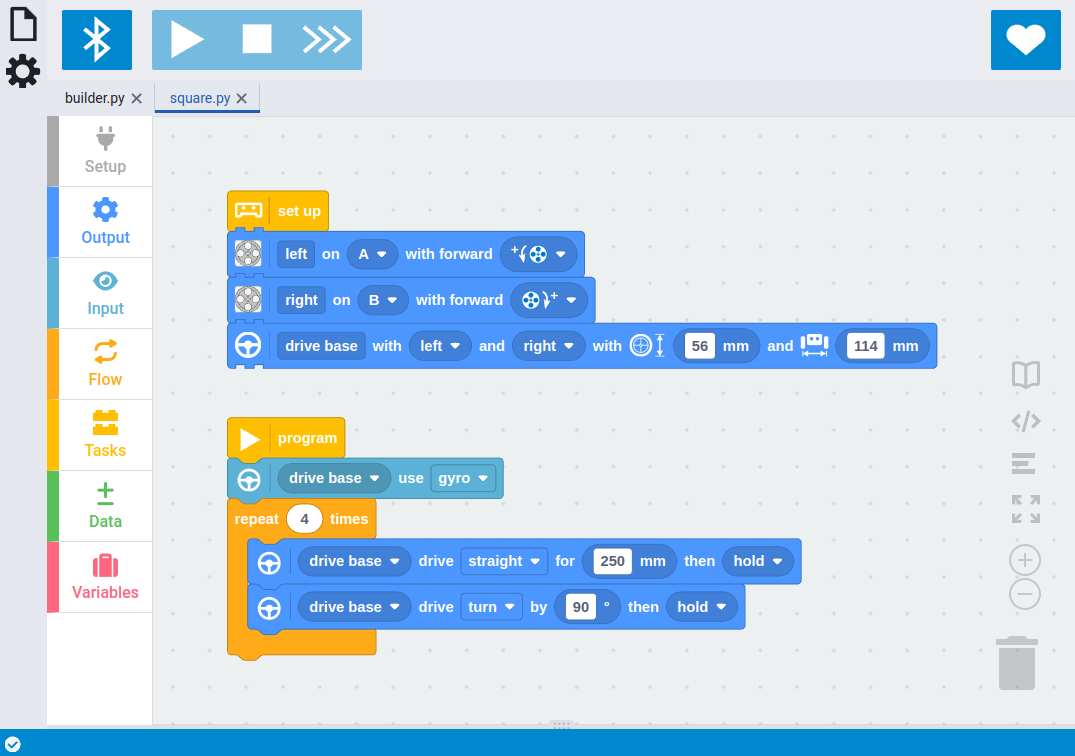 builder.py
square.py
Setup
Output
Input
Flow
Tasks
Data
Variables
set up
left on A with forward
right on B with forward
drive base with left and right with 56 mm and 114 mm
program
drive base use gyro
repeat 4 times
drive base drive straight for 250 mm then hold
drive base drive turn by 90 ° then hold